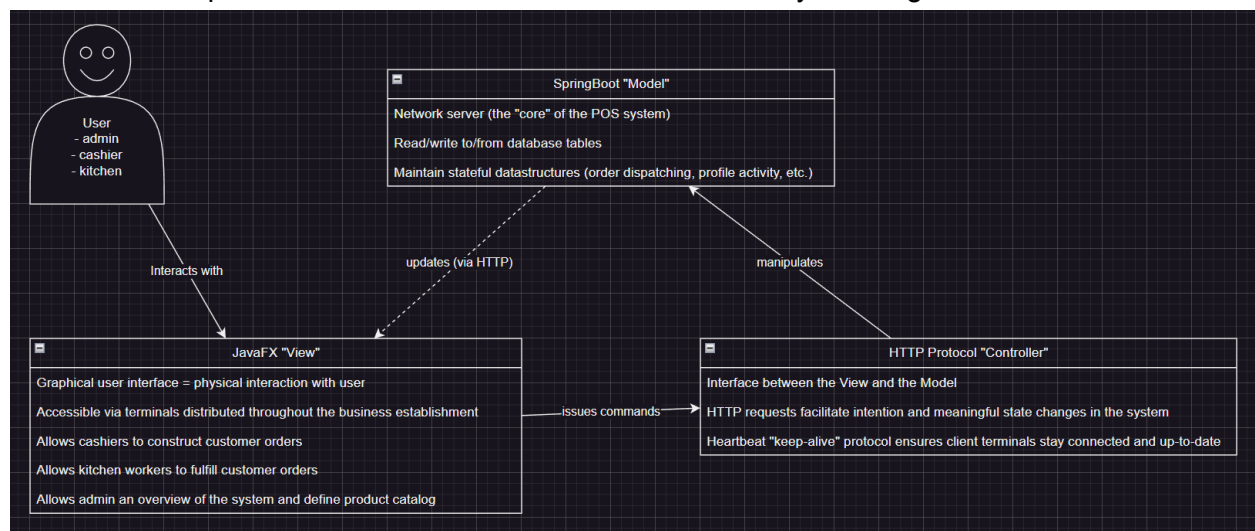 User
- admin
- cashier
- kitchen
SpringBoot "Model"
Network server (the "core" of the POS system)
Read/write to/from database tables
Maintain stateful datastructures (order dispatching, profile activity, etc.)
Interacts with
updates (via HTTP)
manipulates
JavaFX "View"
Graphical user interface = physical interaction with user
Accessible via terminals distributed throughout the business establishment
Allows cashiers to construct customer orders
Allows kitchen workers to fulfill customer orders
Allows admin an overview of the system and define product catalog
issues commands
HTTP Protocol "Controller"
Interface between the View and the Model
HTTP requests facilitate intention and meaningful state changes in the system
Heartbeat "keep-alive" protocol ensures client terminals stay connected and up-to-date